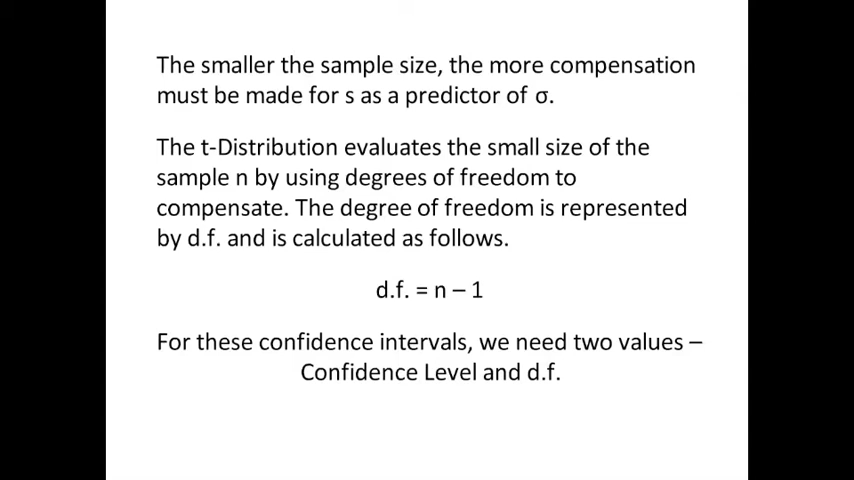 The smaller the sample size, the more compensation
must be made for s as a predictor of σ.
The t-Distribution evaluates the small size of the
sample n by using degrees of freedom to
compensate. The degree of freedom is represented
by d.f. and is calculated as follows.
d.f. = n – 1
For these confidence intervals, we need two values –
Confidence Level and d.f.